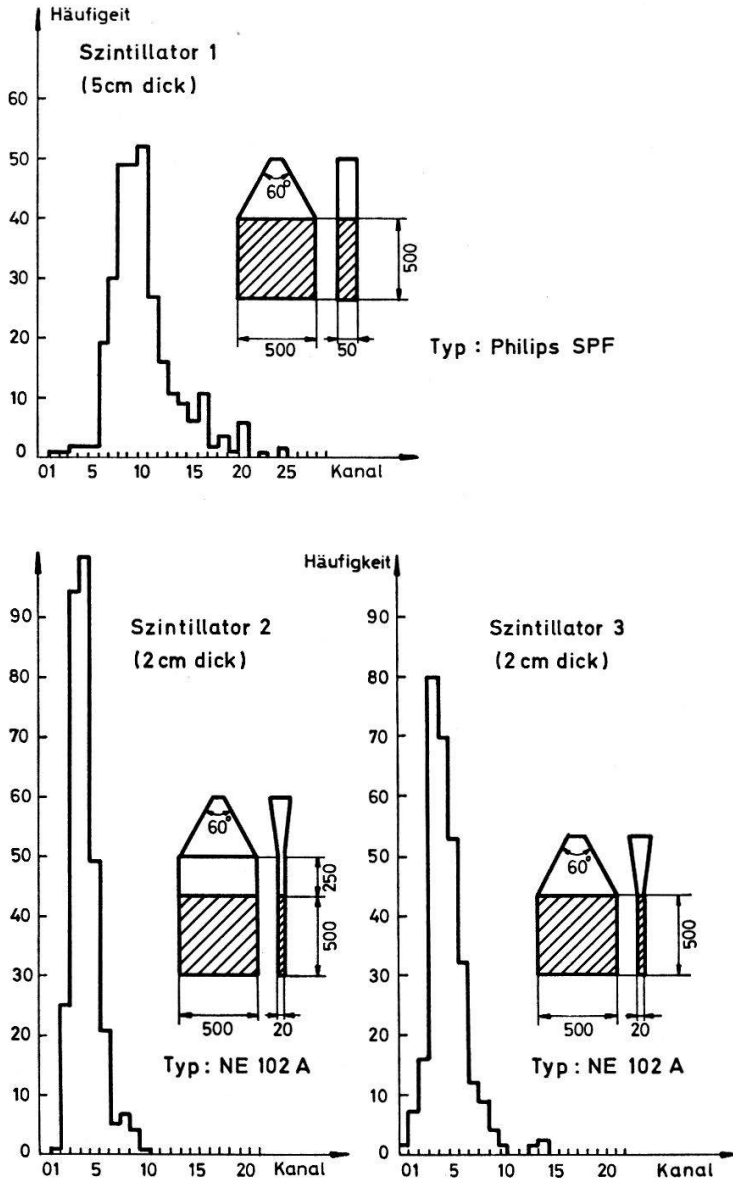 Häufigeit
Szintillator 1
(5cm dick)
60
50
40
30
20
10
0
60°
500
500
50
Typ : Philips SPF
01 5 10 15 20 25 Kanal
Häufigkeit
Szintillator 2
(2 cm dick)
90
80
70
60
50
40
30
20
10
0
60°
250
500
500
20
Typ : NE 102 A
01 5 10 15 20 Kanal
Szintillator 3
(2 cm dick)
90
80
70
60
50
40
30
20
10
0
60°
500
500
20
Typ : NE 102 A
01 5 10 15 20 Kanal